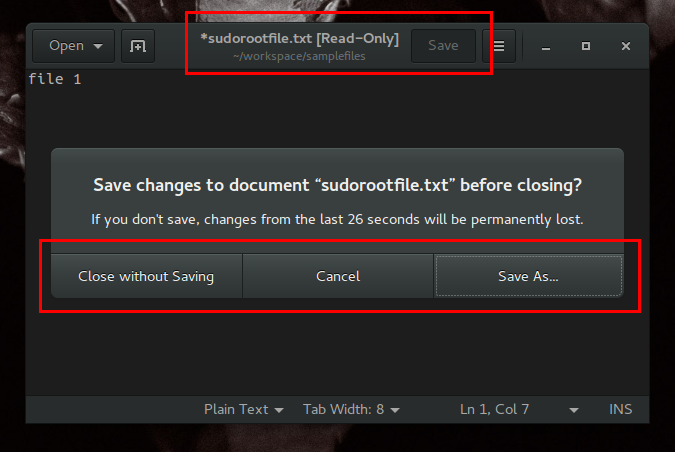 Open
*sudorootfile.txt [Read-Only]
~/workspace/samplefiles
Save
file 1
Save changes to document “sudorootfile.txt” before closing?
If you don't save, changes from the last 26 seconds will be permanently lost.
Close without Saving
Cancel
Save As...
Plain Text
Tab Width: 8
Ln 1, Col 7
INS